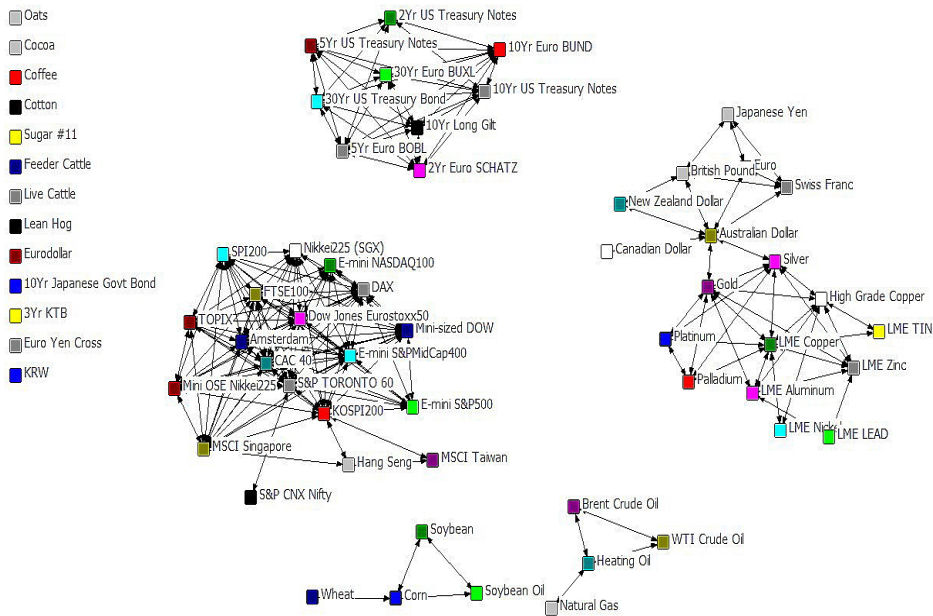 Oats
Cocoa
Coffee
Cotton
Sugar #11
Feeder Cattle
Live Cattle
Lean Hog
Eurodollar
10Yr Japanese Govt Bond
3Yr KTB
Euro Yen Cross
KRW
2Yr US Treasury Notes
5Yr US Treasury Notes
10Yr Euro BUND
30Yr Euro BUXL
10Yr US Treasury Notes
30Yr US Treasury Bond
10Yr Long Gilt
5Yr Euro BOBL
2Yr Euro SCHATZ
Japanese Yen
Euro
British Pound
Swiss Franc
New Zealand Dollar
Australian Dollar
Canadian Dollar
Silver
Gold
High Grade Copper
LME TIN
Platinum
LME Copper
LME Zinc
Palladium
LME Aluminum
LME Nickel
LME LEAD
SPI200
Nikkei225 (SGX)
E-mini NASDAQ100
DAX
FTSE100
TOPIX
Dow Jones Eurostoxx50
Mini-sized DOW
Amsterdam
E-mini S&PMidCap400
CAC 40
Mini OSE Nikkei225
S&P TORONTO 60
E-mini S&P500
KOSPI200
MSCI Singapore
Hang Seng
MSCI Taiwan
S&P CNX Nifty
Brent Crude Oil
WTI Crude Oil
Heating Oil
Natural Gas
Soybean
Wheat
Corn
Soybean Oil